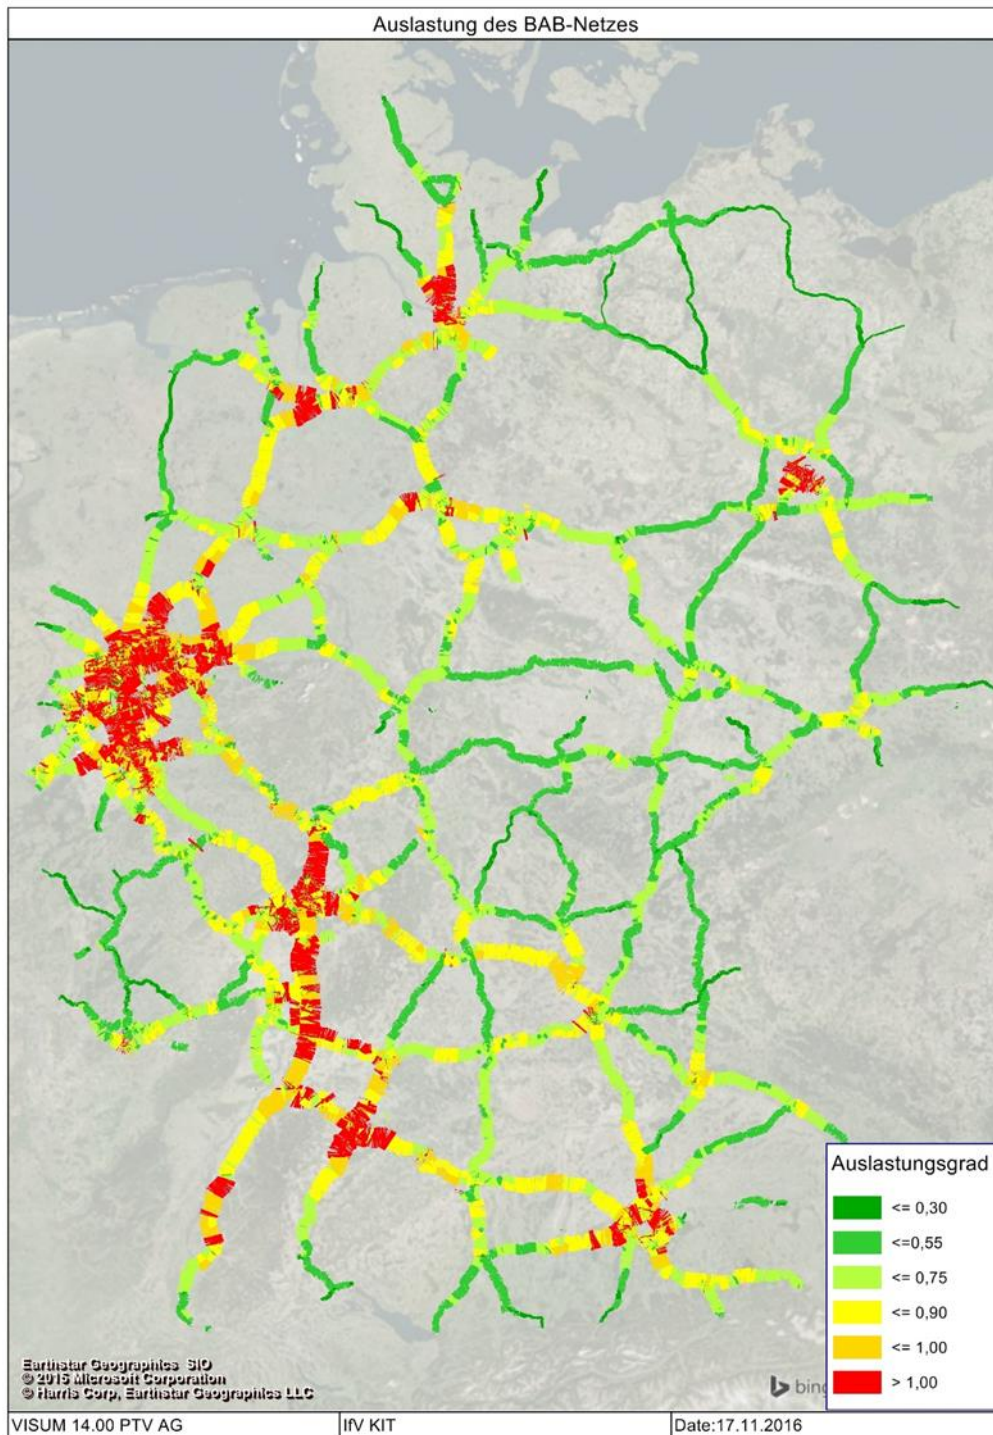 Auslastung des BAB-Netzes
Auslastungsgrad
<= 0,30
<=0,55
<= 0,75
<= 0,90
<= 1,00
> 1,00
Earthstar Geographics SIO
© 2015 Microsoft Corporation
© Harris Corp, Earthstar Geographics LLC
bing
VISUM 14.00 PTV AG
IfV KIT
Date:17.11.2016